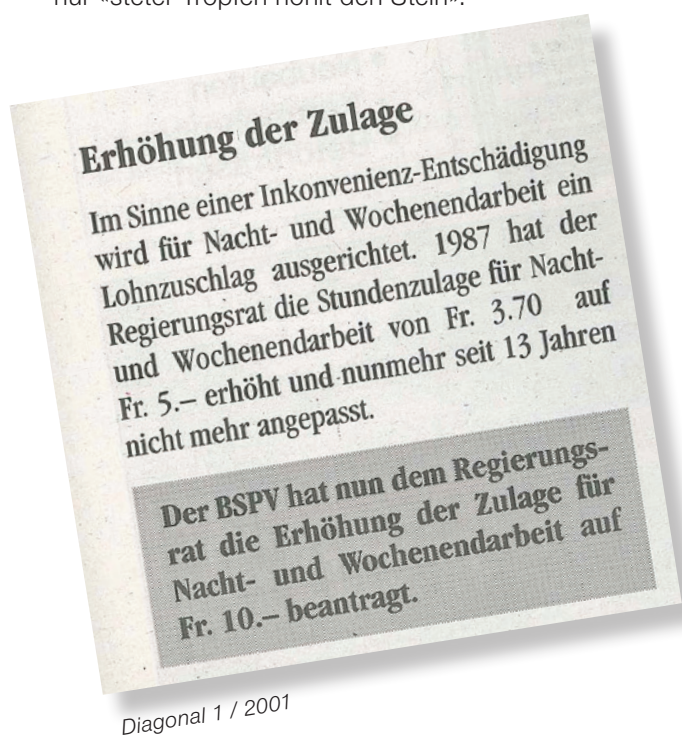 nur «steter Tropfen höhlt den Stein».
Erhöhung der Zulage
Im Sinne einer Inkonvenienz-Entschädigung
wird für Nacht- und Wochenendarbeit ein
Lohnzuschlag ausgerichtet. 1987 hat der
Regierungsrat die Stundenzulage für Nacht-
und Wochenendarbeit von Fr. 3.70 auf
Fr. 5.– erhöht und nunmehr seit 13 Jahren
nicht mehr angepasst.
Der BSPV hat nun dem Regierungs-
rat die Erhöhung der Zulage für
Nacht- und Wochenendarbeit auf
Fr. 10.– beantragt.
Diagonal 1 / 2001